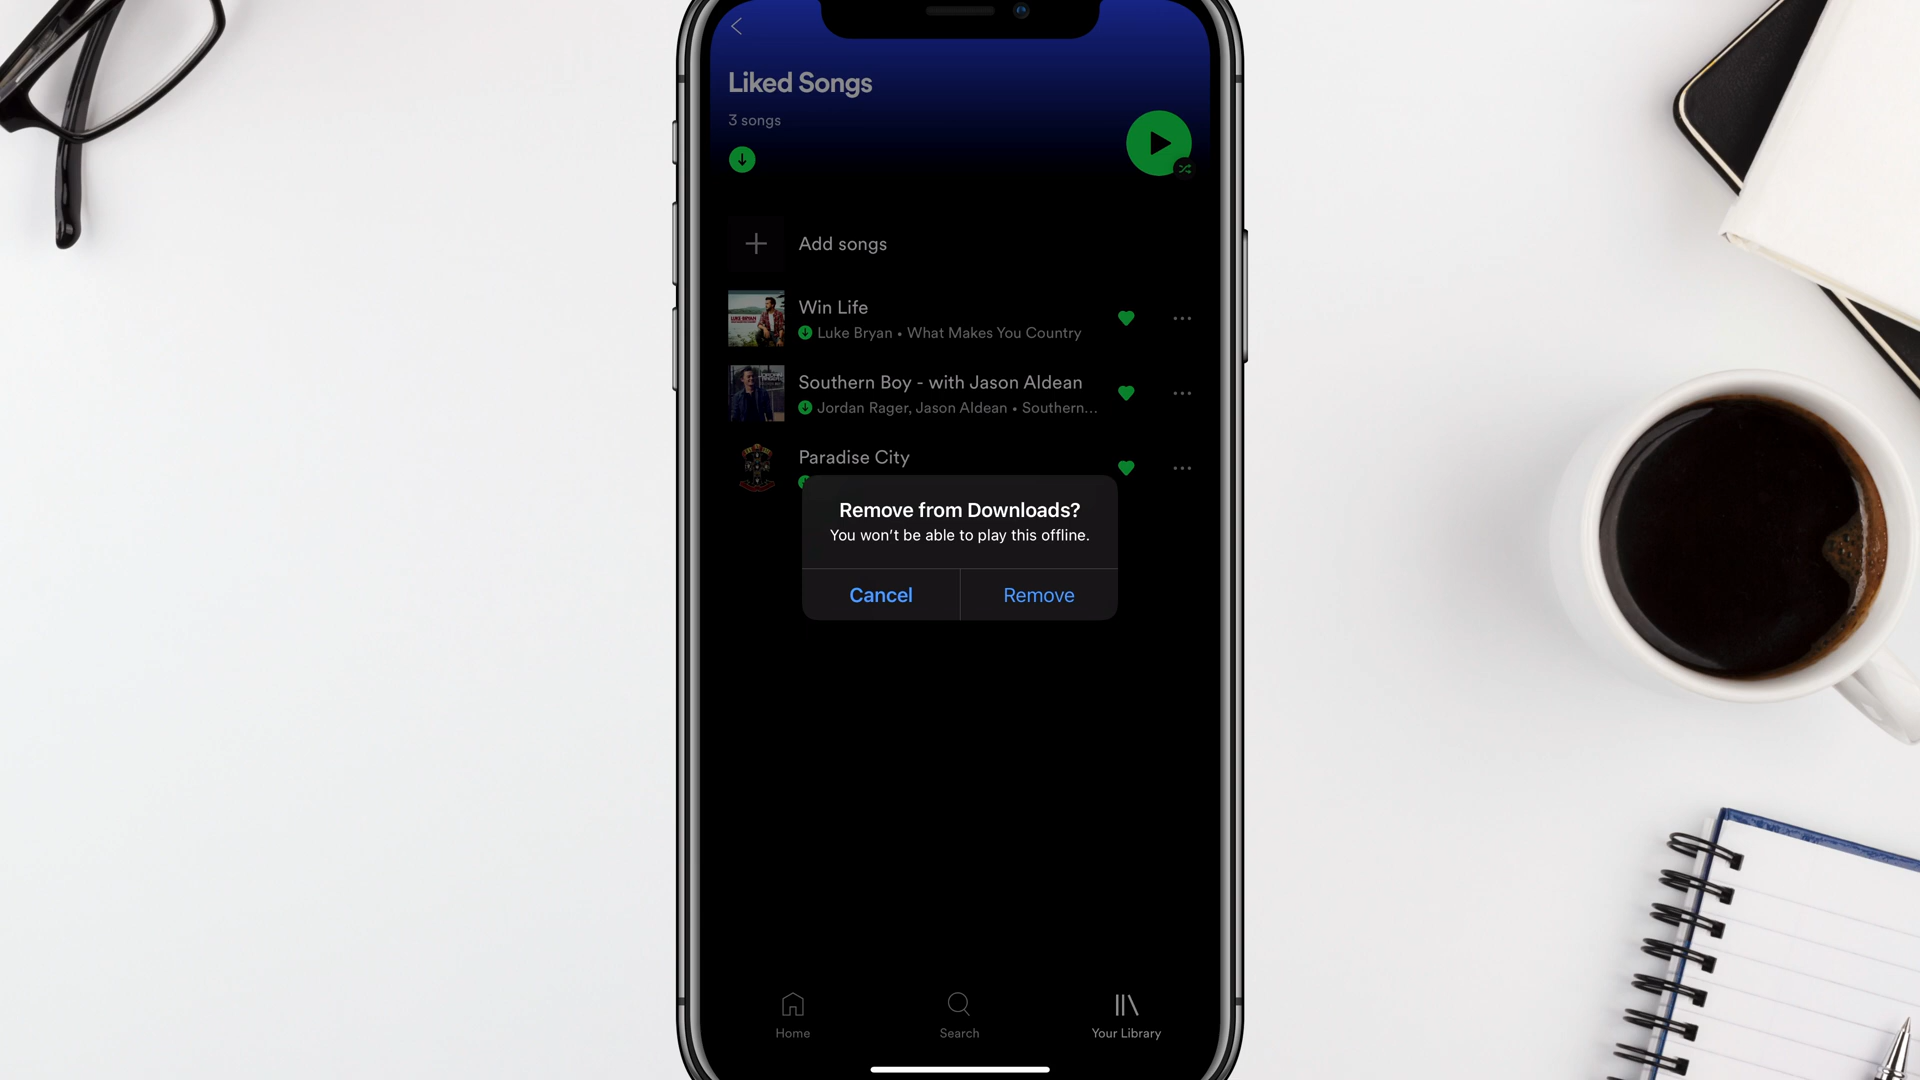 Liked Songs
3 songs
Add songs
Win Life
Luke Bryan • What Makes You Country
Southern Boy - with Jason Aldean
Jordan Rager, Jason Aldean • Southern...
Paradise City
Remove from Downloads?
You won’t be able to play this offline.
Cancel
Remove
Home
Search
Your Library